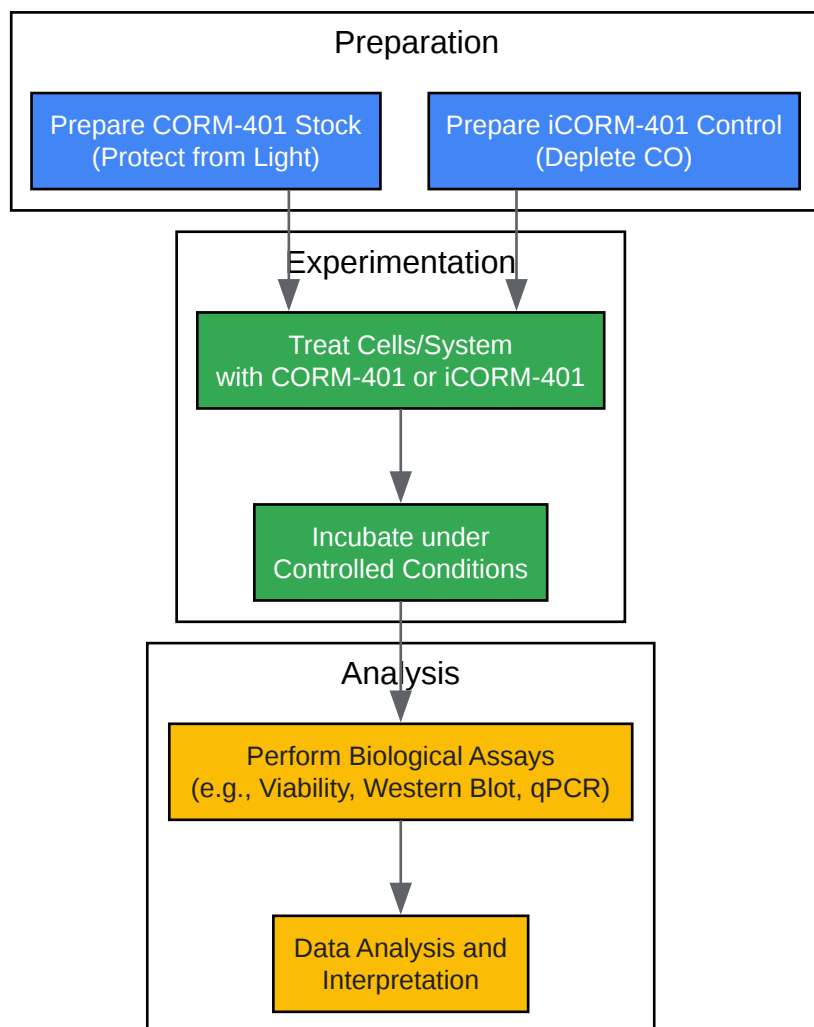 Preparation
Prepare CORM-401 Stock
(Protect from Light)
Prepare iCORM-401 Control
(Deplete CO)
Experimentation
Treat Cells/System
with CORM-401 or iCORM-401
Incubate under
Controlled Conditions
Analysis
Perform Biological Assays
(e.g., Viability, Western Blot, qPCR)
Data Analysis and
Interpretation